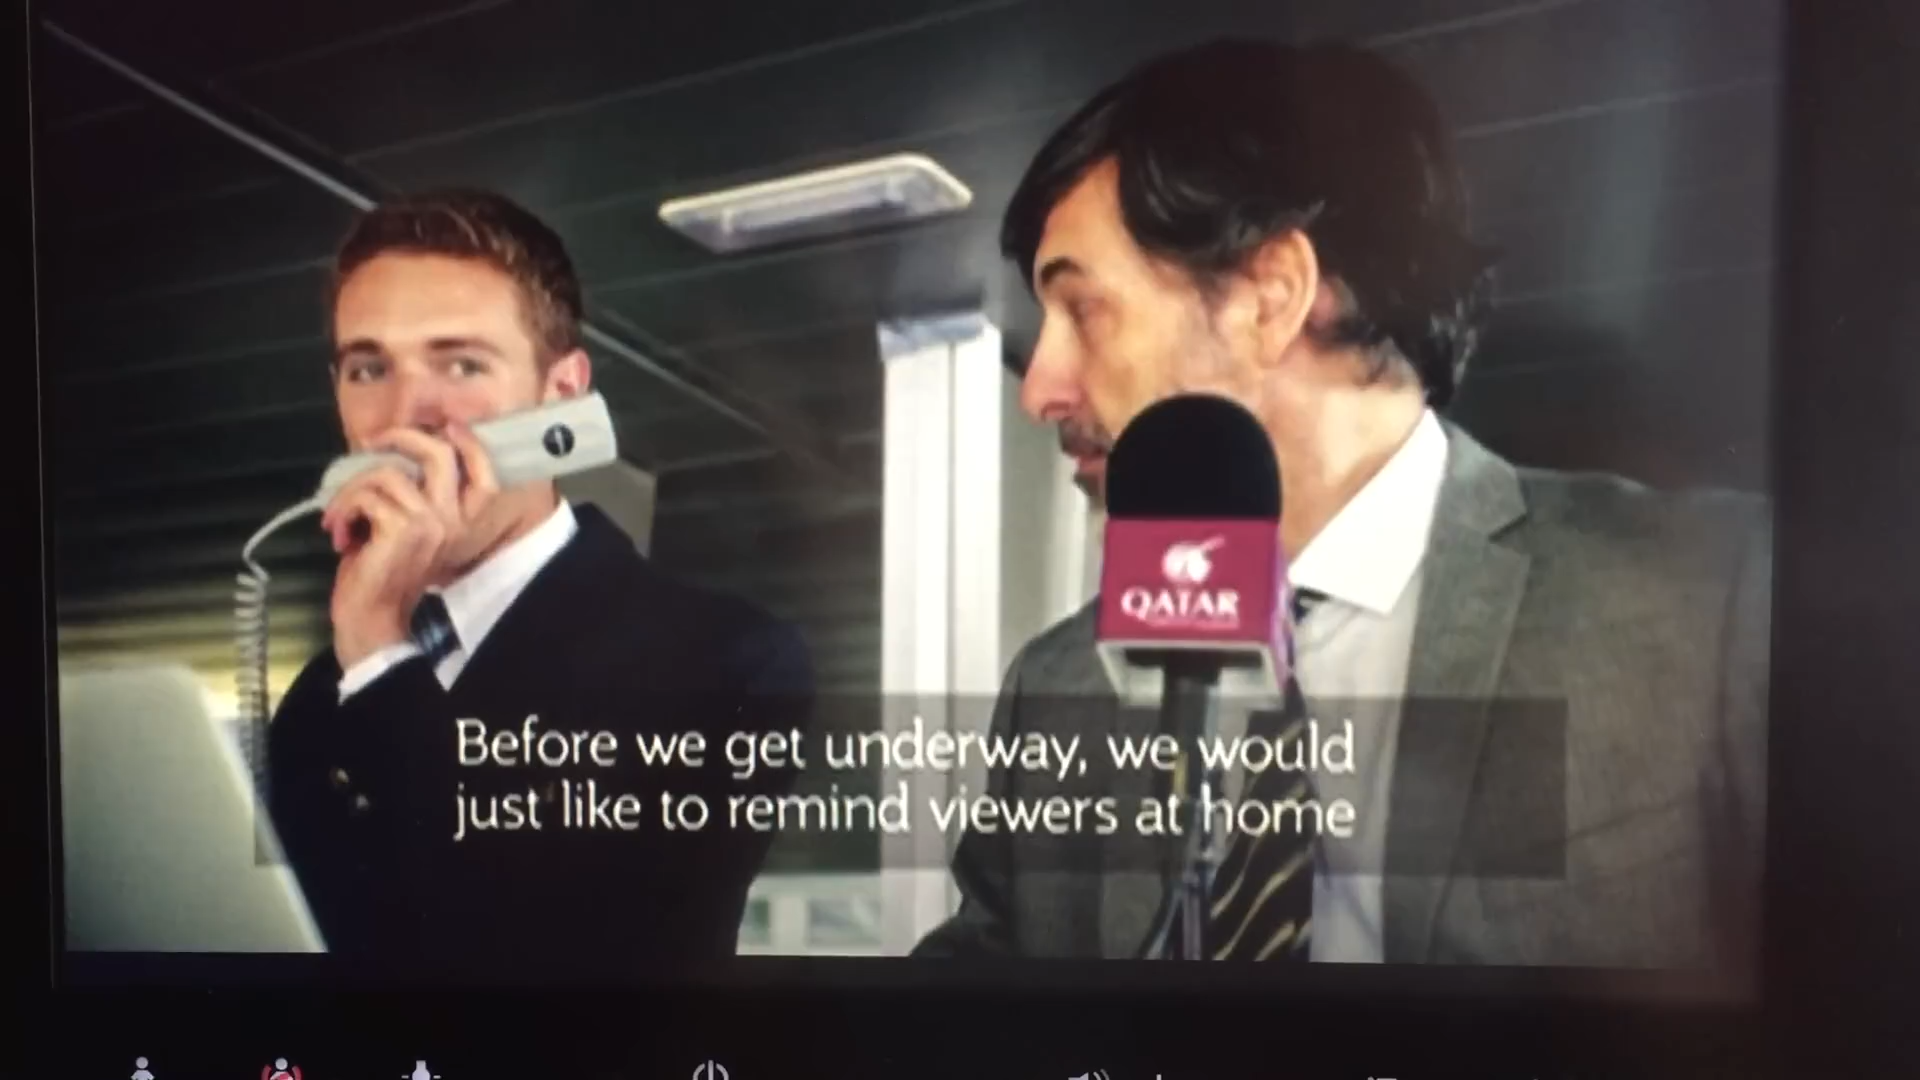 QATAR
Before we get underway, we would
just like to remind viewers at home